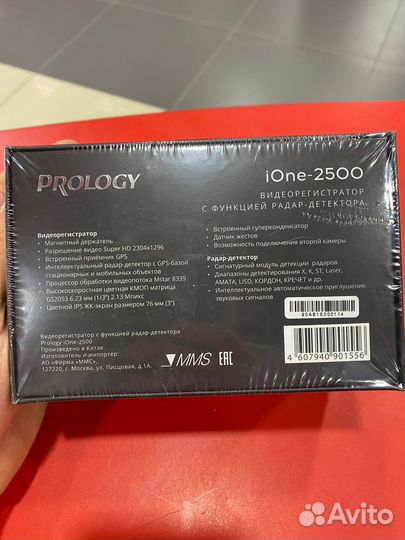 PROLOGY
iOne-2500
ВИДЕОРЕГИСТРАТОР
С ФУНКЦИЕЙ РАДАР-ДЕТЕКТОРА
Видеорегистратор
• Магнитный держатель
• Разрешение видео Super HD 2304x1296
• Встроенный приёмник GPS
• Интеллектуальный радар-детектор с GPS-базой
стационарных и мобильных объектов
• Процессор обработки видеопотока Mstar 8339
• Высокоскоростная цветная КМОП матрица
GS2053 6.23 мм (1/3") 2.13 Мпикс
• Цветной IPS ЖК-экран размером 76 мм (3")
• Встроенный суперконденсатор
• Датчик жестов
• Возможность подключения второй камеры
Радар-детектор
• Сигнатурный модуль детекции радаров
• Диапазоны детектирования X, K, ST, Laser,
AMATA, LISD, КОРДОН, КРЕЧЕТ и др.
• Интеллектуальное автоматическое приглушение
звуковых сигналов
Видеорегистратор с функцией радар-детектора
Prology iOne-2500
Произведено в Китае
Изготовитель и импортёр:
АО «Фирма «ММС»,
127220, г. Москва, ул. Писцовая, д.1А.
MMS
EAC
80AB1E000114
4 607940 901556
Avito